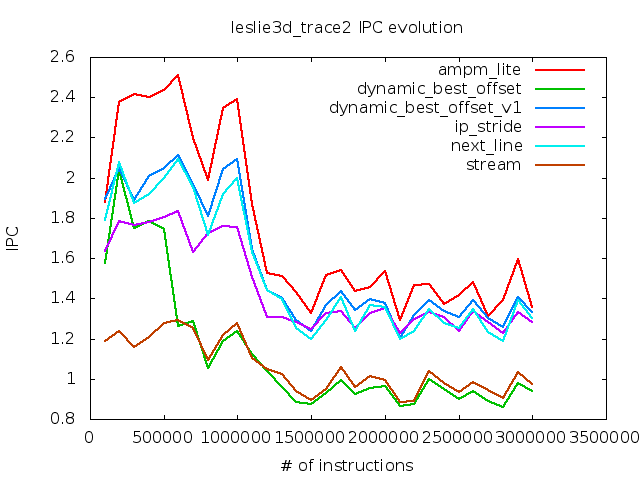 leslie3d_trace2 IPC evolution
2.6
2.4
2.2
2
1.8
1.6
1.4
1.2
1
0.8
IPC
ampm_lite
dynamic_best_offset
dynamic_best_offset_v1
ip_stride
next_line
stream
0 500000 1000000 1500000 2000000 2500000 3000000 3500000
# of instructions